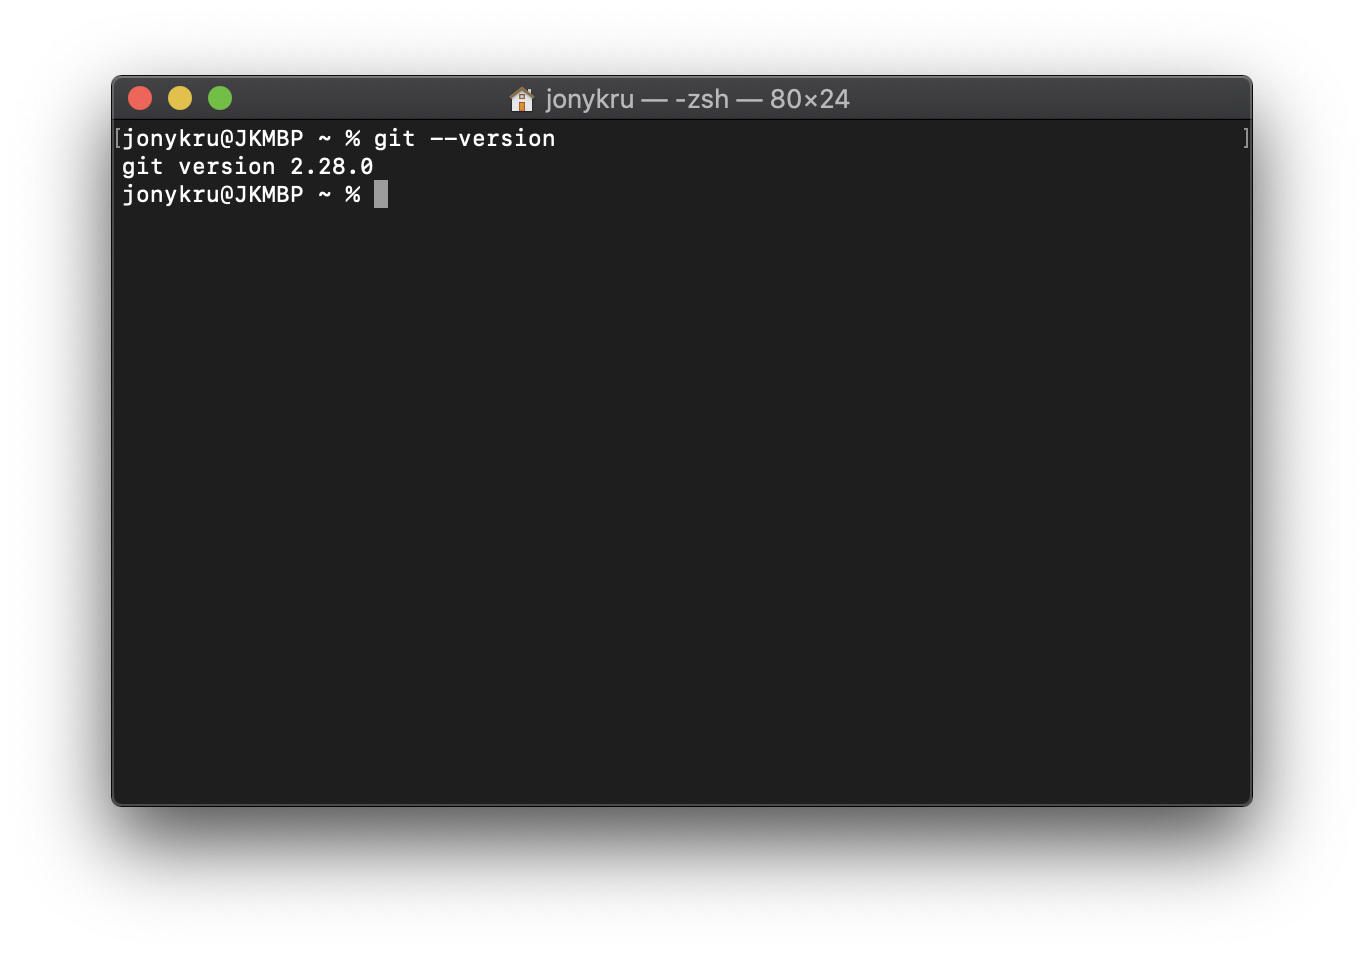 jonykru — -zsh — 80×24
[jonykru@JKMBP ~ % git --version ]
git version 2.28.0
jonykru@JKMBP ~ %